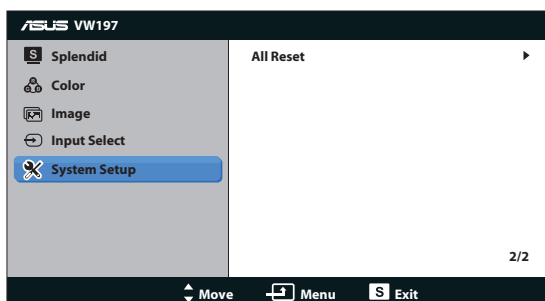 ASUS VW197
S Splendid
Color
Image
Input Select
System Setup
All Reset
2/2
Move Menu S Exit